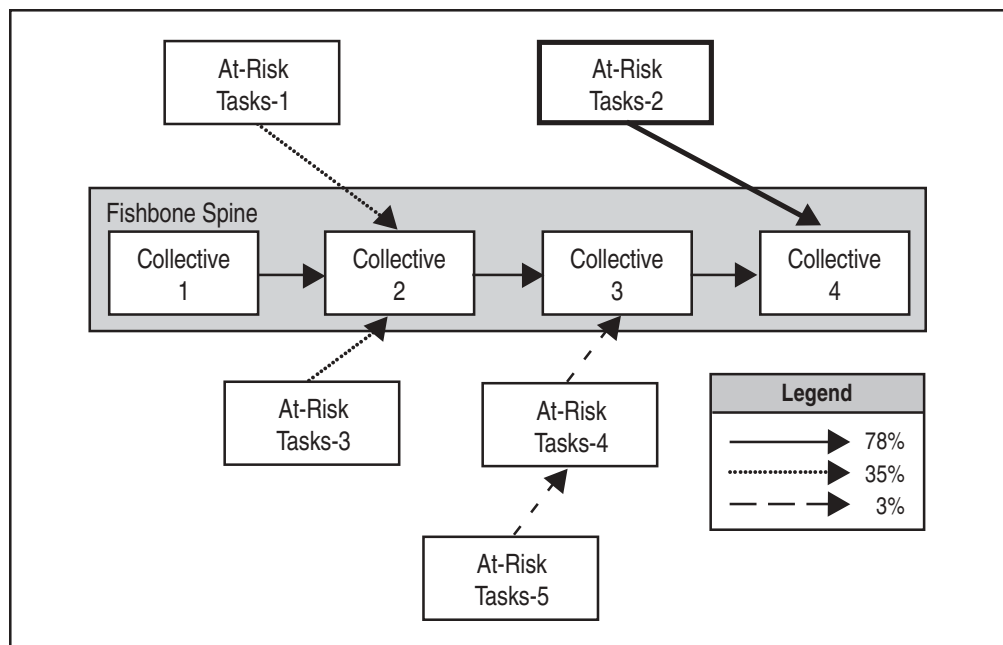 At-Risk
Tasks-1
At-Risk
Tasks-2
Fishbone Spine
Collective
1
Collective
2
Collective
3
Collective
4
At-Risk
Tasks-3
At-Risk
Tasks-4
At-Risk
Tasks-5
Legend
78%
35%
3%